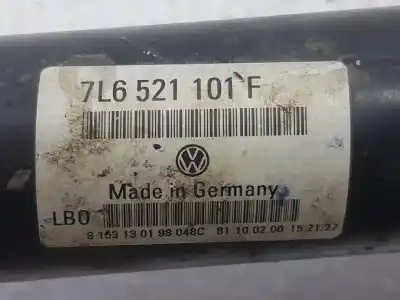 7L6 521 101 F
VW
Made in Germany
LBO
8 153 13 01 98 048C 81 10 02 06 15:21:27